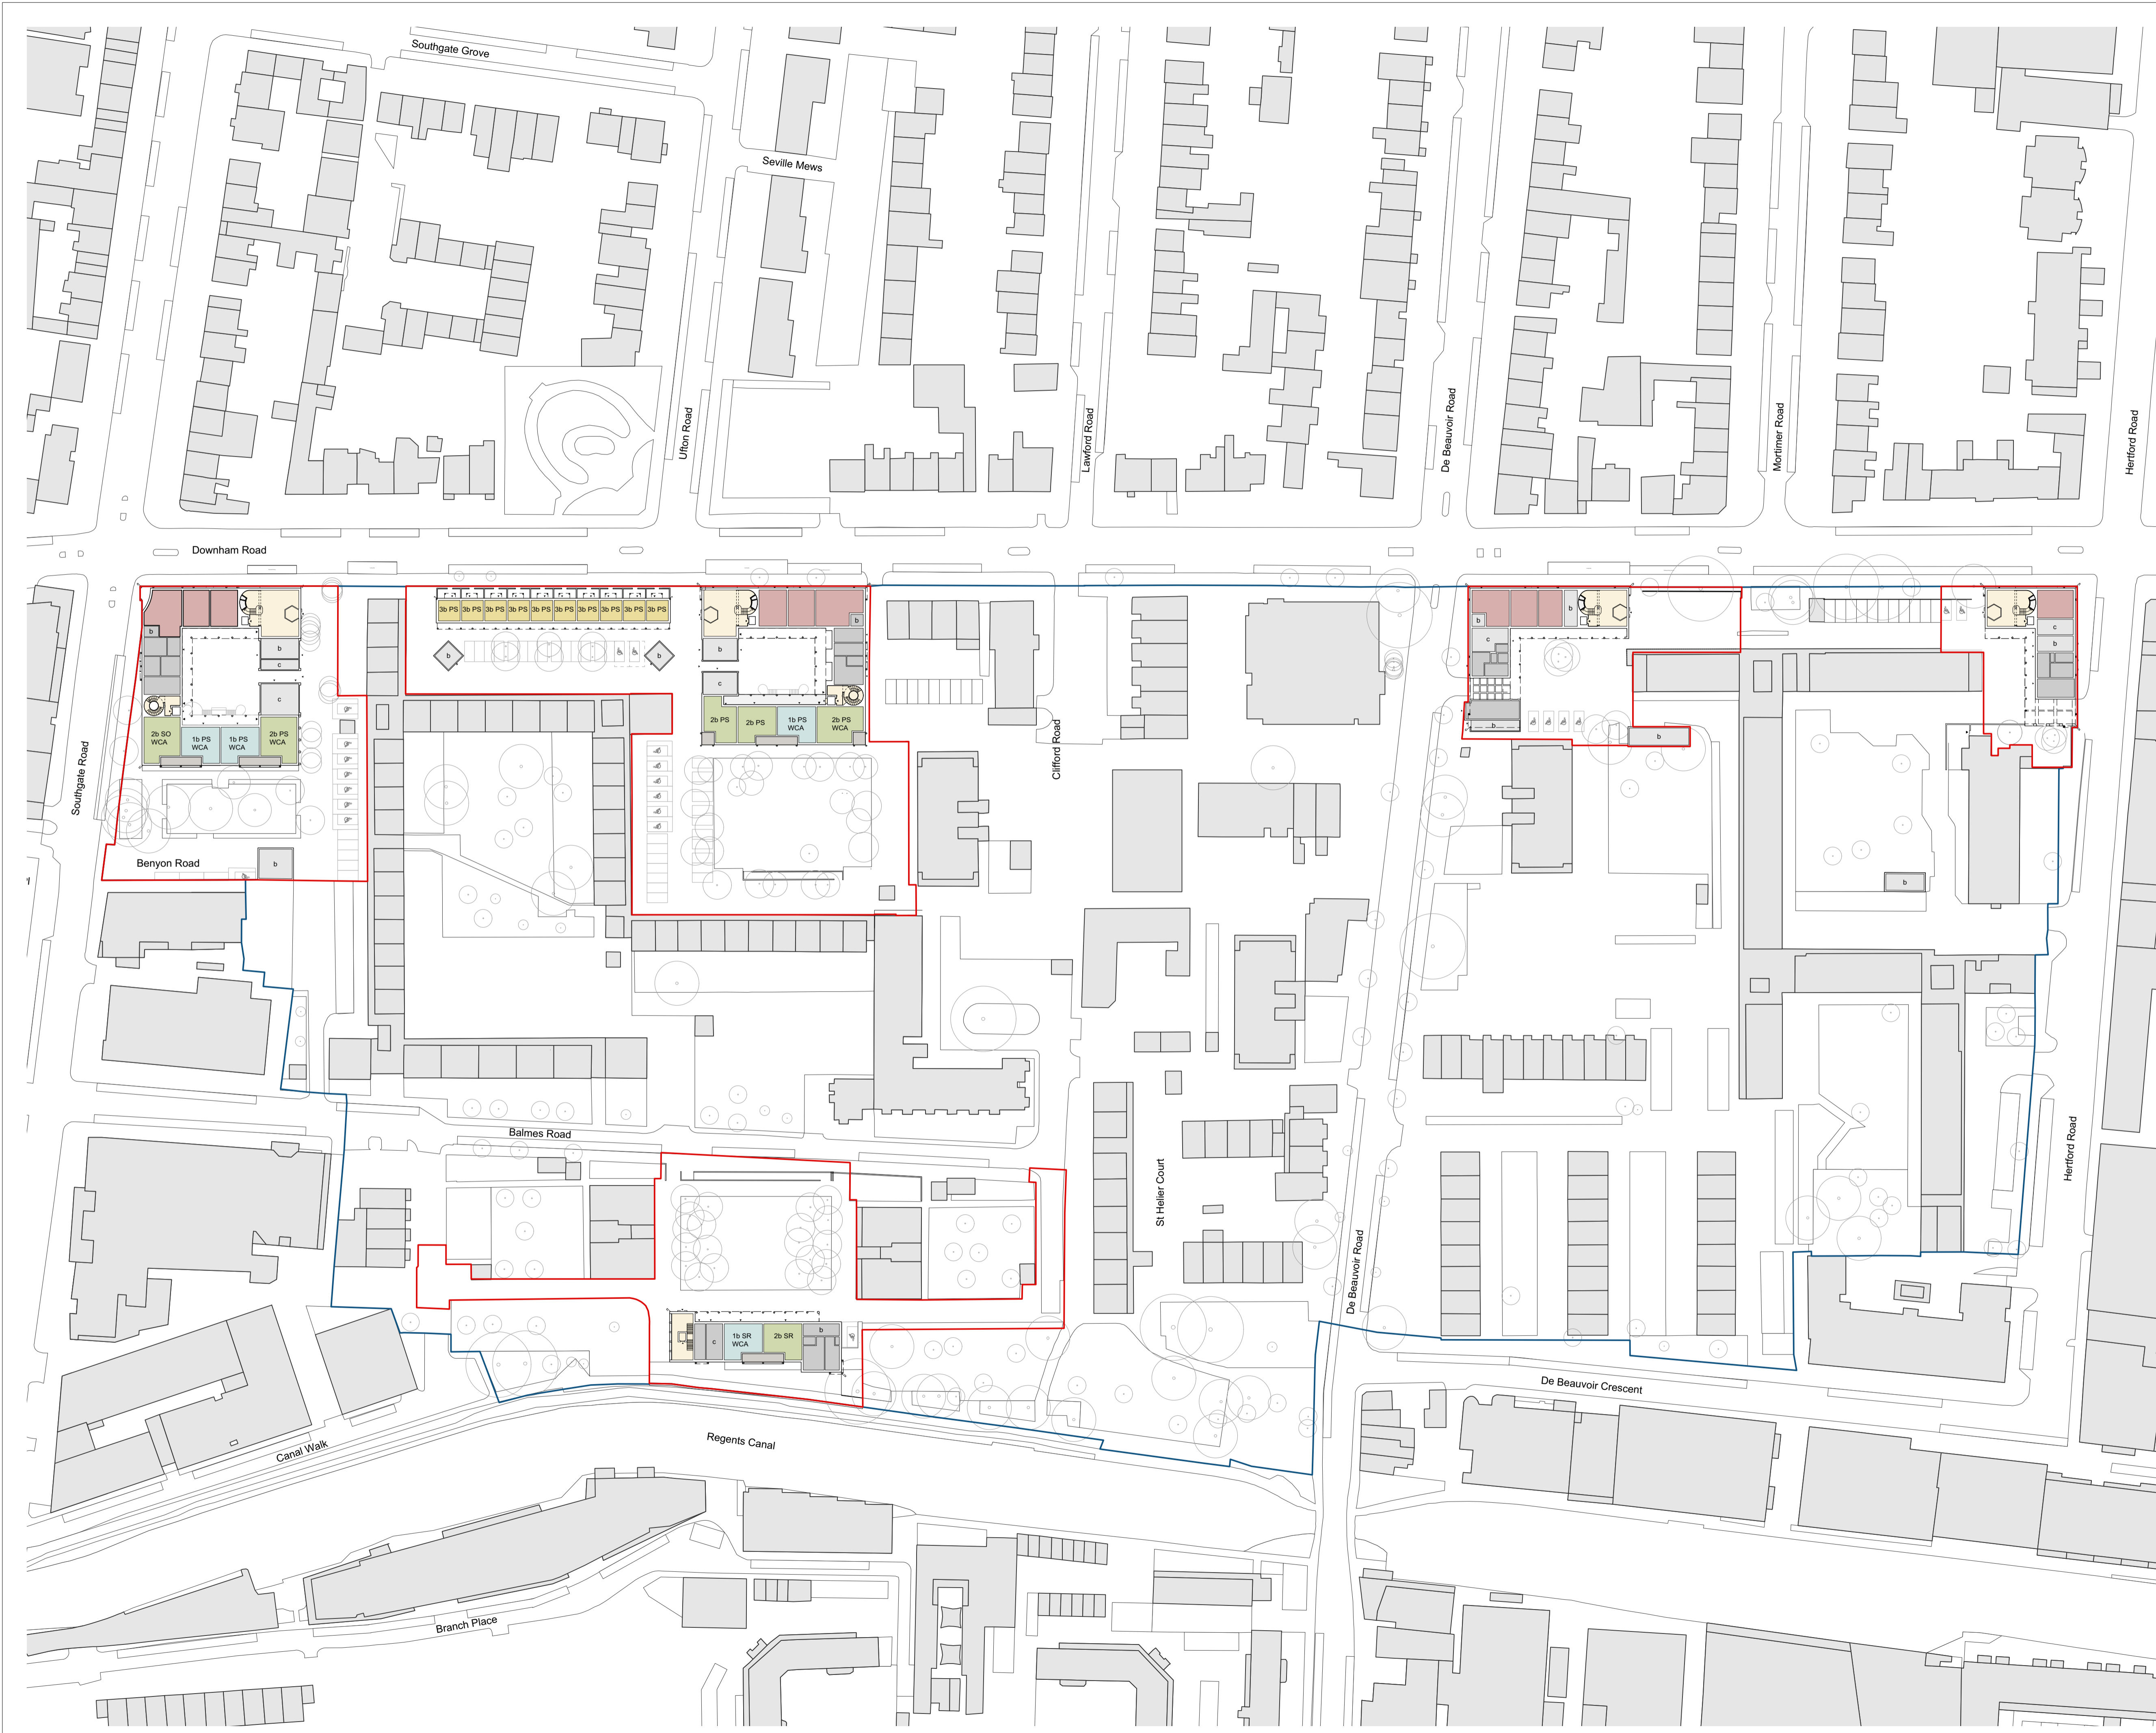 Southgate Grove
Seville Mews
Ufton Road
Lawford Road
De Beauvoir Road
Mortimer Road
Hertford Road
Downham Road
3b PS 3b PS 3b PS 3b PS 3b PS 3b PS 3b PS 3b PS 3b PS 3b PS
b
b
b
b
b
b
b
c
b
c
c
b
b
b
c
c
b
b
c
2b SO
WCA
1b PS
WCA
1b PS
WCA
2b PS
WCA
2b PS
2b PS
1b PS
WCA
2b PS
WCA
Southgate Road
Clifford Road
Benyon Road
b
b
Balmes Road
St Helier Court
Hertford Road
De Beauvoir Road
c
1b SR
WCA
2b SR
b
De Beauvoir Crescent
Regents Canal
Canal Walk
Branch Place